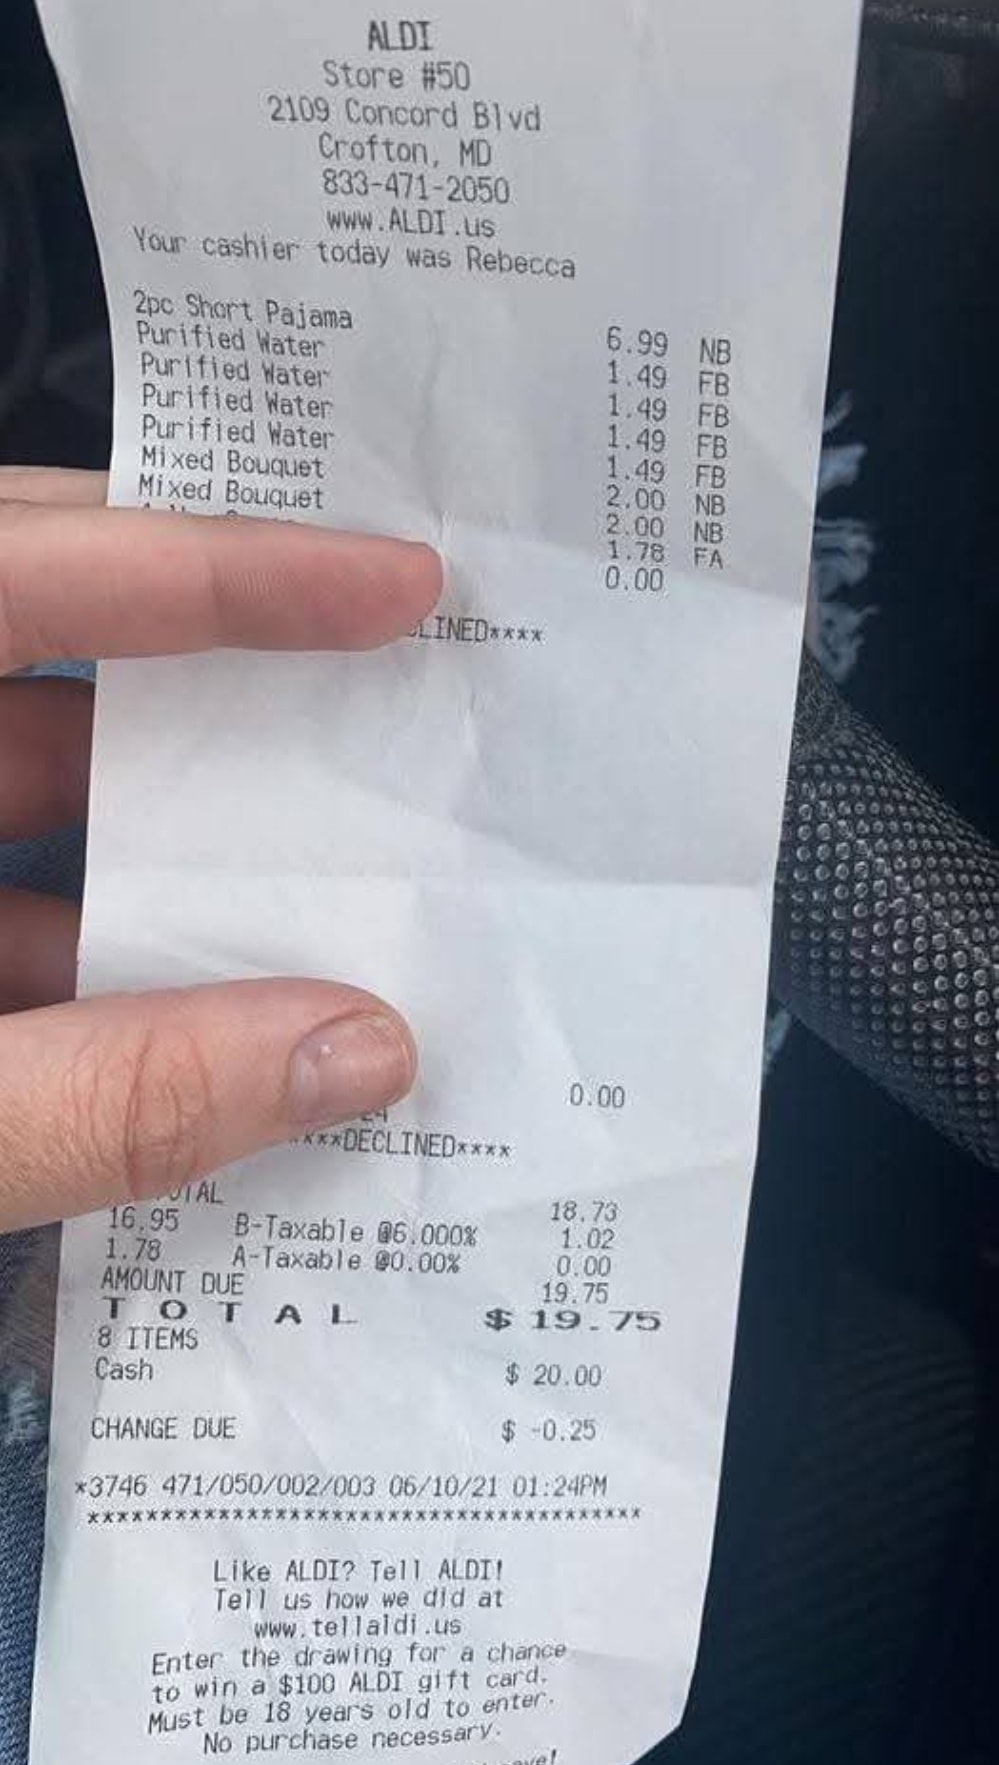 ALDI
Store #50
2109 Concord Blvd
Crofton, MD
833-471-2050
www.ALDI.us
Your cashier today was Rebecca
2pc Short Pajama 6.99 NB
Purified Water 1.49 FB
Purified Water 1.49 FB
Purified Water 1.49 FB
Purified Water 1.49 FB
Mixed Bouquet 2.00 NB
Mixed Bouquet 2.00 NB
1.78 FA
0.00
LINED****
0.00
***DECLINED****
OTAL 18.73
16.95 B-Taxable @6.000% 1.02
1.78 A-Taxable @0.00% 0.00
AMOUNT DUE 19.75
TOTAL $ 19.75
8 ITEMS
Cash $ 20.00
CHANGE DUE $ -0.25
*3746 471/050/002/003 06/10/21 01:24PM
****************************************
Like ALDI? Tell ALDI!
Tell us how we did at
www.tellaldi.us
Enter the drawing for a chance
to win a $100 ALDI gift card.
Must be 18 years old to enter.
No purchase necessary.